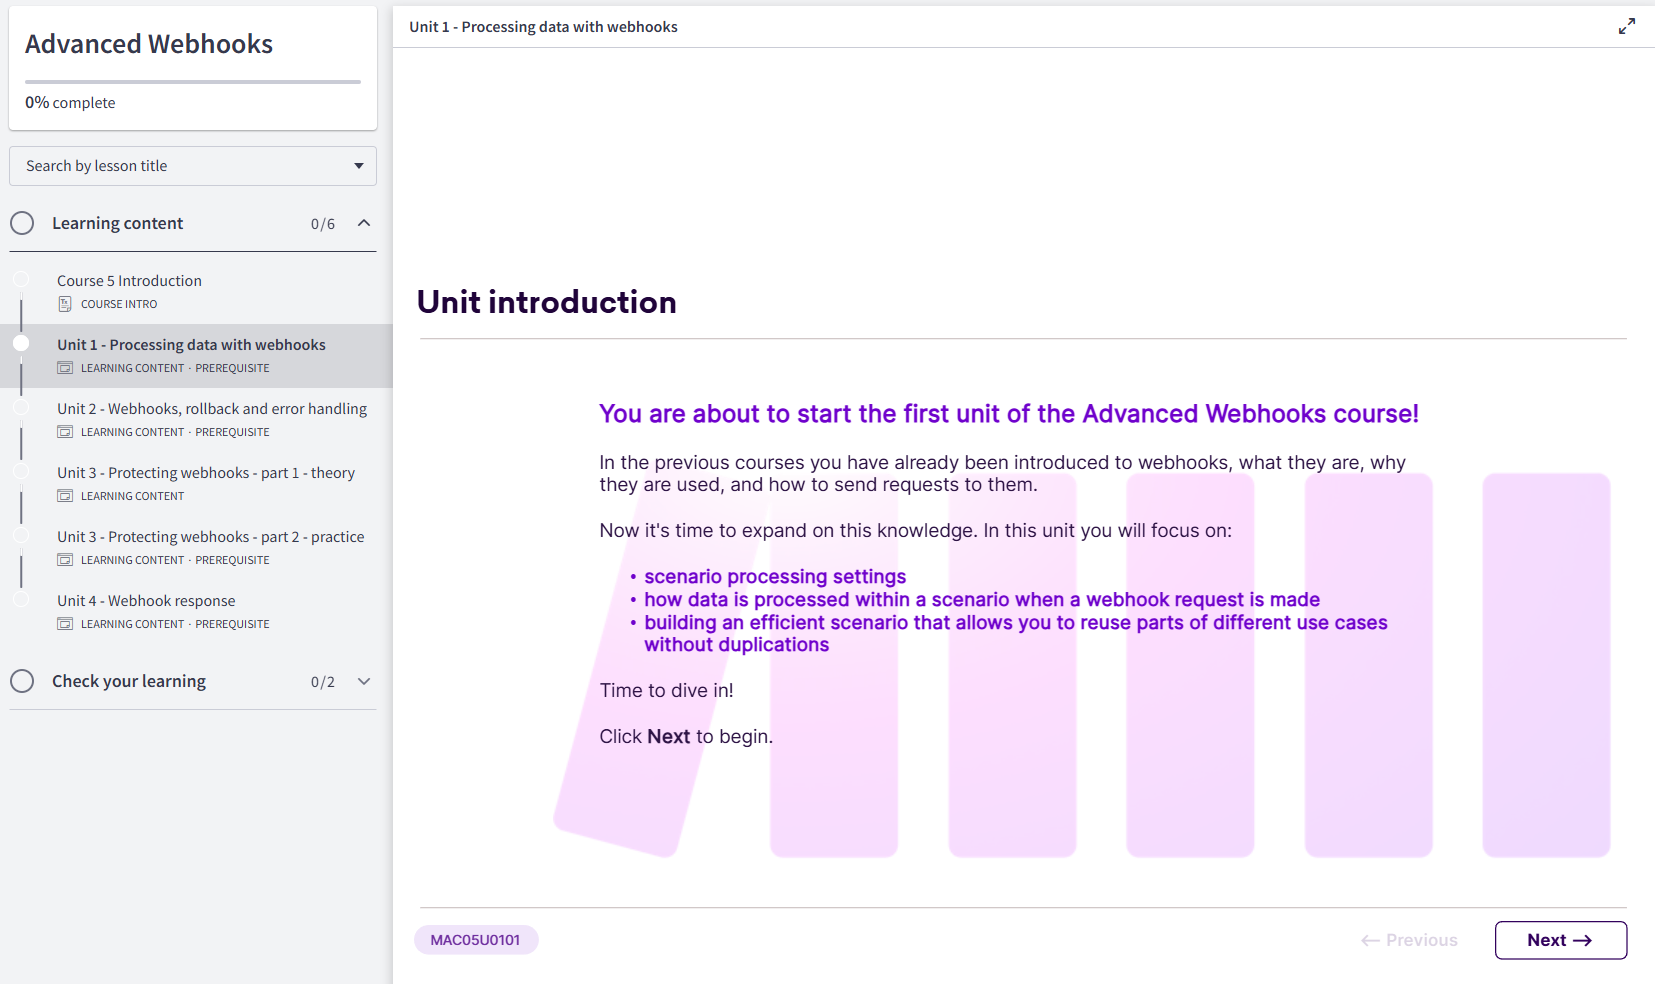 Advanced Webhooks
0% complete
Search by lesson title
Learning content 0/6
Course 5 Introduction
COURSE INTRO
Unit 1 - Processing data with webhooks
LEARNING CONTENT · PREREQUISITE
Unit 2 - Webhooks, rollback and error handling
LEARNING CONTENT · PREREQUISITE
Unit 3 - Protecting webhooks - part 1 - theory
LEARNING CONTENT
Unit 3 - Protecting webhooks - part 2 - practice
LEARNING CONTENT · PREREQUISITE
Unit 4 - Webhook response
LEARNING CONTENT · PREREQUISITE
Check your learning 0/2
Unit 1 - Processing data with webhooks
Unit introduction
You are about to start the first unit of the Advanced Webhooks course!
In the previous courses you have already been introduced to webhooks, what they are, why
they are used, and how to send requests to them.
Now it's time to expand on this knowledge. In this unit you will focus on:
• scenario processing settings
• how data is processed within a scenario when a webhook request is made
• building an efficient scenario that allows you to reuse parts of different use cases
without duplications
Time to dive in!
Click Next to begin.
MAC05U0101
← Previous
Next →